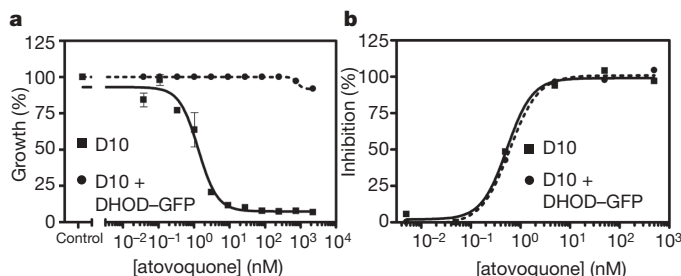 a
125
100
75
50
25
0
Growth (%)
D10
D10 +
DHOD–GFP
Control
10⁻² 10⁻¹ 10⁰ 10¹ 10² 10³ 10⁴
[atovoquone] (nM)
b
125
100
75
50
25
0
Inhibition (%)
D10
D10 +
DHOD–GFP
10⁻² 10⁻¹ 10⁰ 10¹ 10² 10³
[atovoquone] (nM)